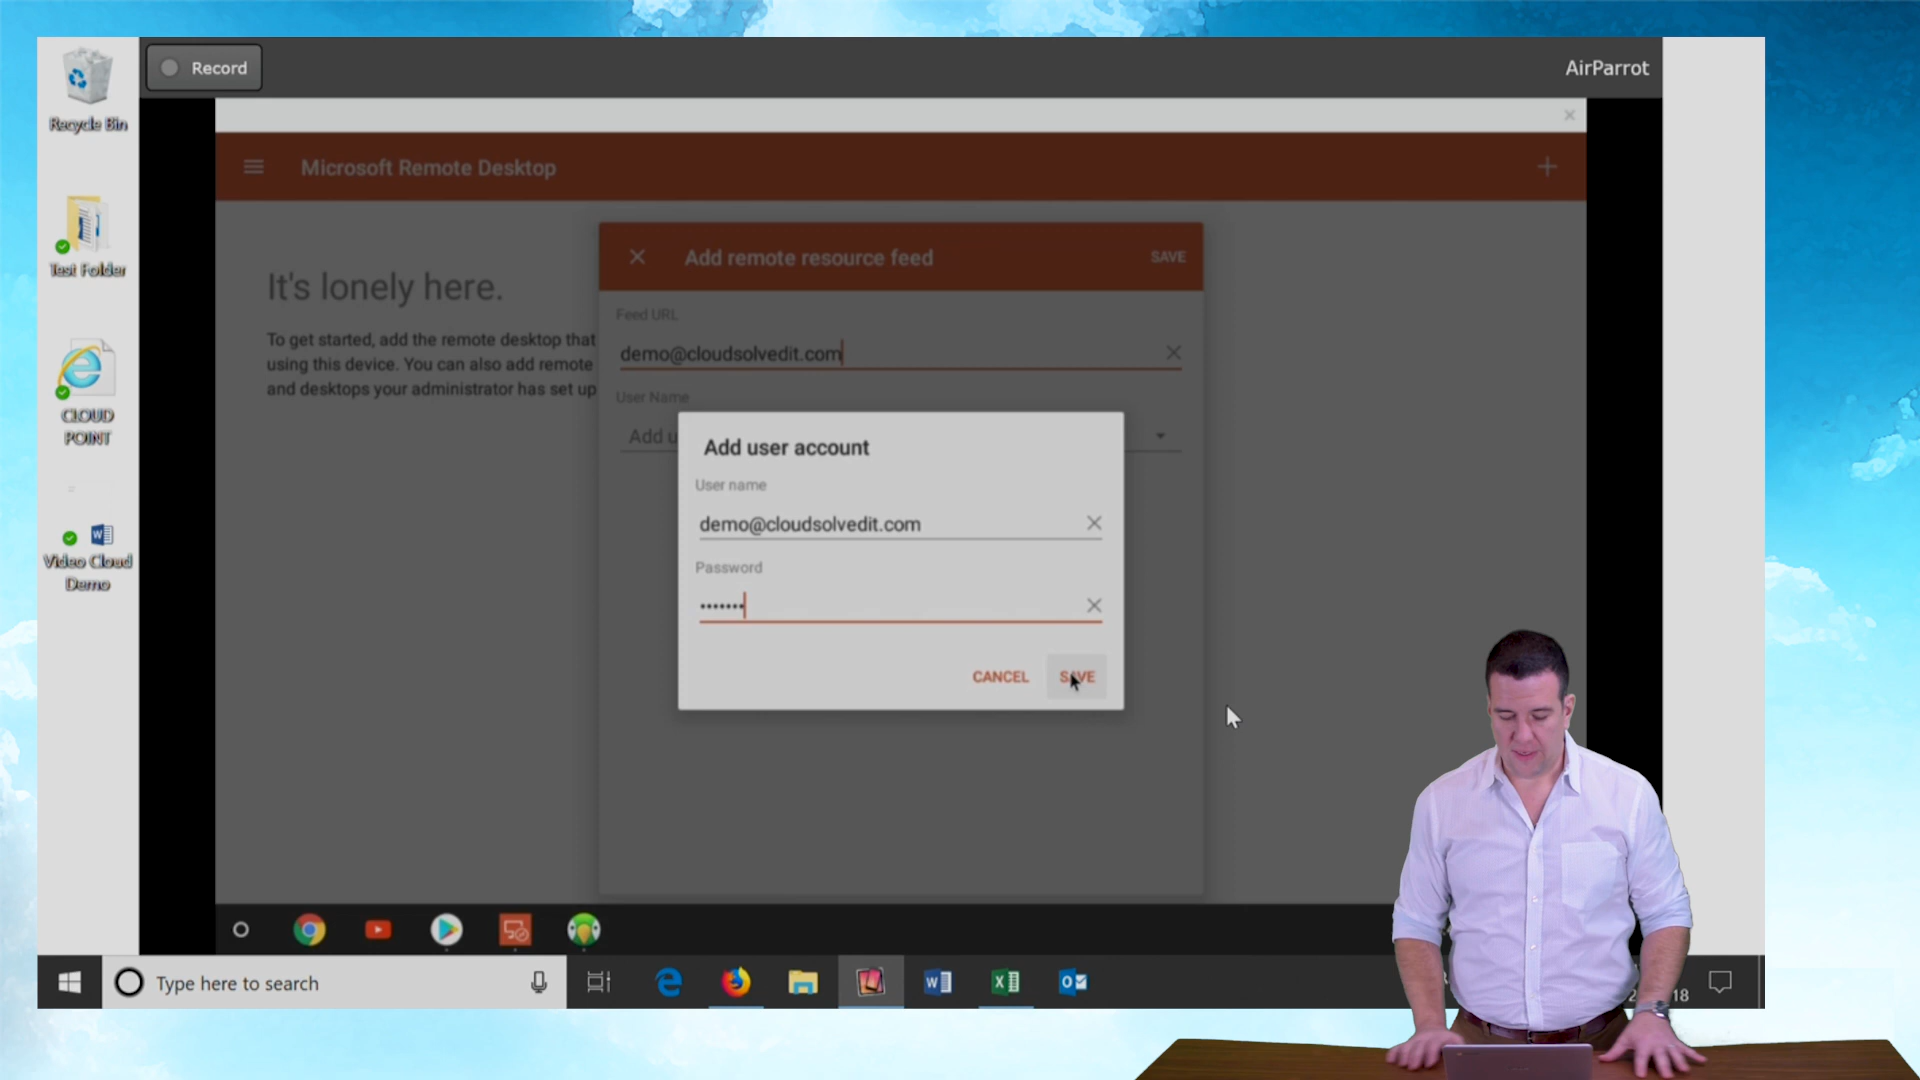 Recycle Bin
Record
AirParrot
Microsoft Remote Desktop
Test Folder
It's lonely here.
To get started, add the remote desktop that
using this device. You can also add remote
and desktops your administrator has set up
Add remote resource feed
SAVE
Feed URL
demo@cloudsolvedit.com
User Name
Add u
Add user account
User name
demo@cloudsolvedit.com
Password
CANCEL
SAVE
CLOUD
POINT
Video Cloud
Demo
Type here to search
18